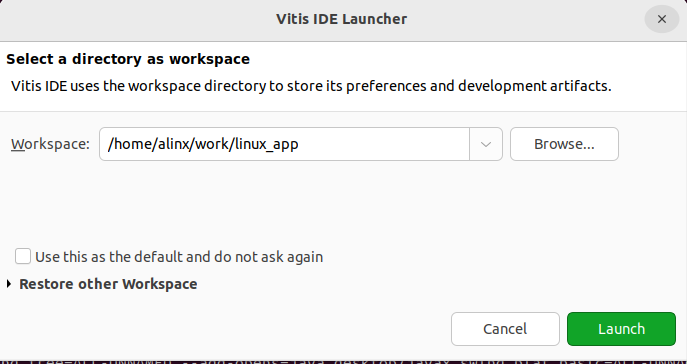 Vitis IDE Launcher
Select a directory as workspace
Vitis IDE uses the workspace directory to store its preferences and development artifacts.
Workspace: /home/alinx/work/linux_app Browse...
Use this as the default and do not ask again
Restore other Workspace
Cancel Launch